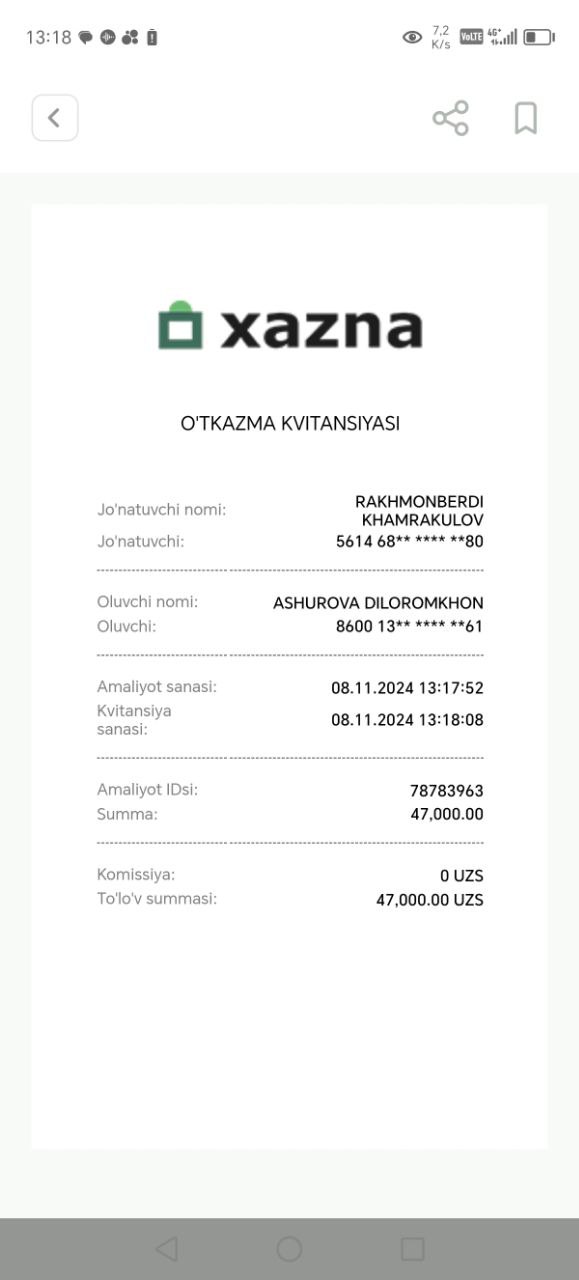 13:18
7,2
K/s
VoLTE
4G+
xazna
O'TKAZMA KVITANSIYASI
Jo'natuvchi nomi: RAKHMONBERDI
KHAMRAKULOV
Jo'natuvchi: 5614 68** **** **80
Oluvchi nomi: ASHUROVA DILOROMKHON
Oluvchi: 8600 13** **** **61
Amaliyot sanasi: 08.11.2024 13:17:52
Kvitansiya
sanasi: 08.11.2024 13:18:08
Amaliyot IDsi: 78783963
Summa: 47,000.00
Komissiya: 0 UZS
To'lo'v summasi: 47,000.00 UZS